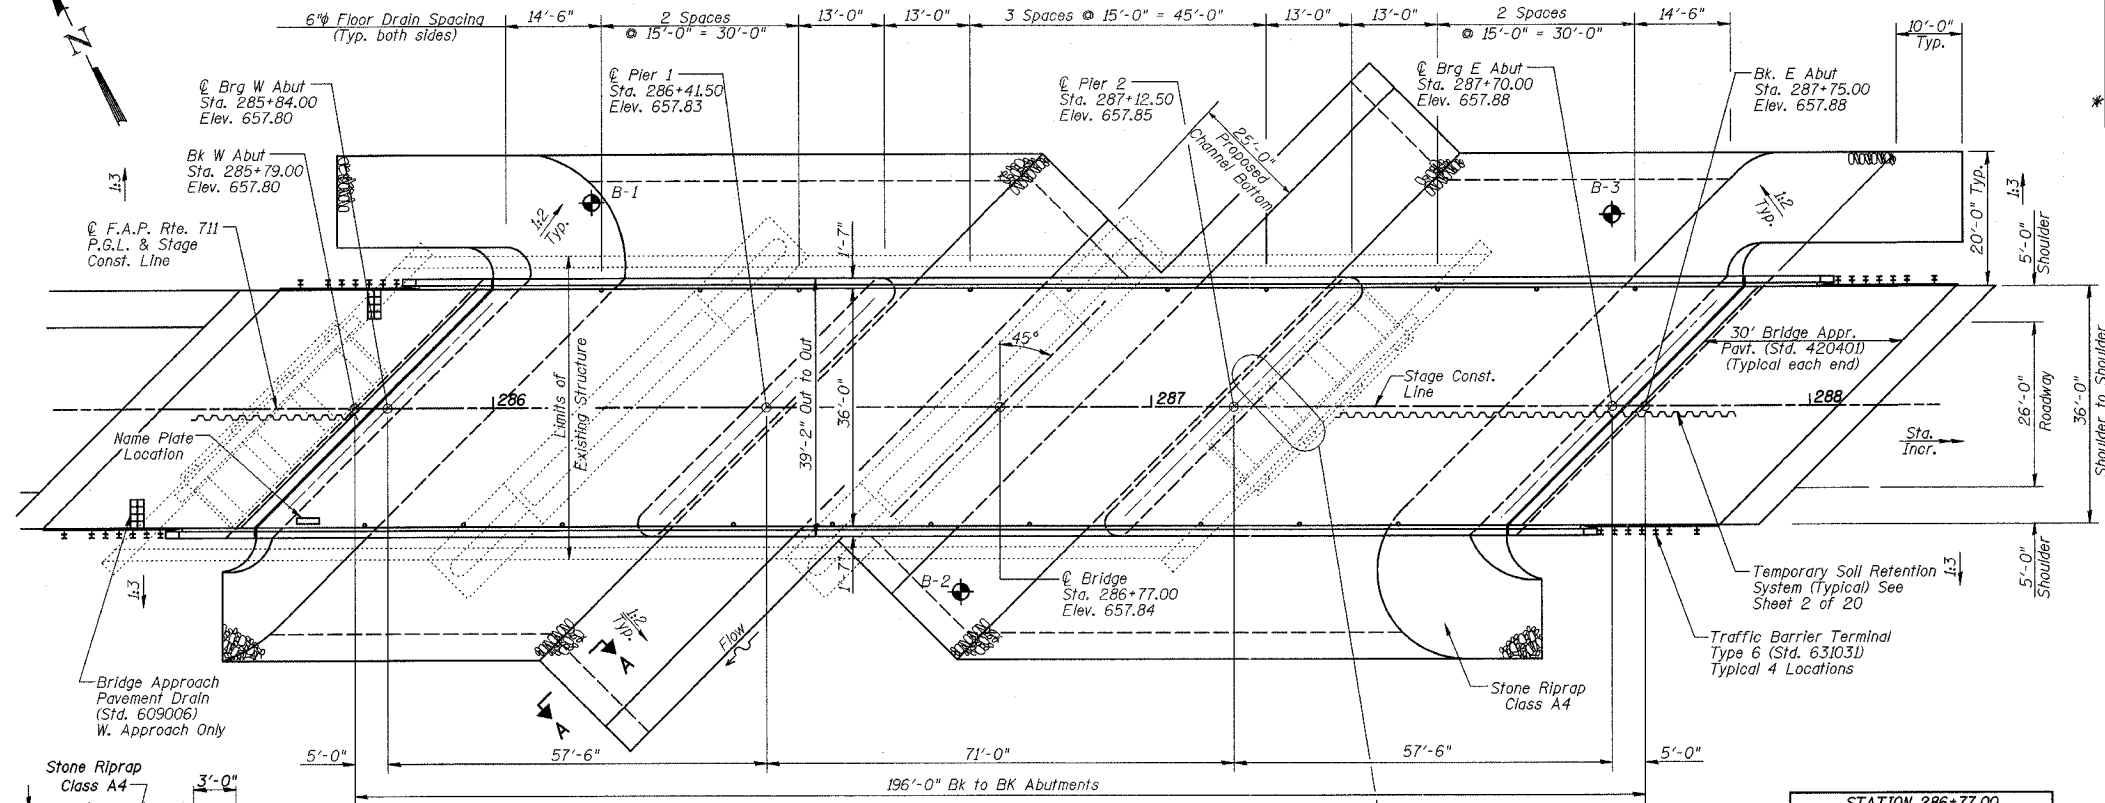 N
6"φ Floor Drain Spacing
(Typ. both sides)
14'-6"
2 Spaces
@ 15'-0" = 30'-0"
13'-0"
13'-0"
3 Spaces @ 15'-0" = 45'-0"
13'-0"
13'-0"
2 Spaces
@ 15'-0" = 30'-0"
14'-6"
10'-0"
Typ.
*
℄ Brg W Abut
Sta. 285+84.00
Elev. 657.80
℄ Pier 1
Sta. 286+41.50
Elev. 657.83
℄ Pier 2
Sta. 287+12.50
Elev. 657.85
℄ Brg E Abut
Sta. 287+70.00
Elev. 657.88
Bk. E Abut
Sta. 287+75.00
Elev. 657.88
Bk W Abut
Sta. 285+79.00
Elev. 657.80
1:3
℄ F.A.P. Rte. 711
P.G.L. & Stage
Const. Line
B-1
1:2
Typ.
1'-7"
25'-0"
Proposed
Channel Bottom
B-3
1:2
Typ.
20'-0" Typ.
1:3
5'-0"
Shoulder
45°
30' Bridge Appr.
Pavt. (Std. 420401)
(Typical each end)
Stage Const.
Line
286
287
288
Limits of
Existing Structure
39'-2" Out to Out
36'-0"
26'-0"
Roadway
36'-0"
Shoulder to Shoulder
Sta.
Incr.
Name Plate
Location
1:3
1'-7"
B-2
℄ Bridge
Sta. 286+77.00
Elev. 657.84
Temporary Soil Retention
System (Typical) See
Sheet 2 of 20
1:3
5'-0"
Shoulder
1:2
Typ.
Flow
A
A
Traffic Barrier Terminal
Type 6 (Std. 631031)
Typical 4 Locations
Stone Riprap
Class A4
Bridge Approach
Pavement Drain
(Std. 609006)
W. Approach Only
5'-0"
57'-6"
71'-0"
57'-6"
5'-0"
196'-0" Bk to BK Abutments
Stone Riprap
Class A4
3'-0"
STATION 286+77.00